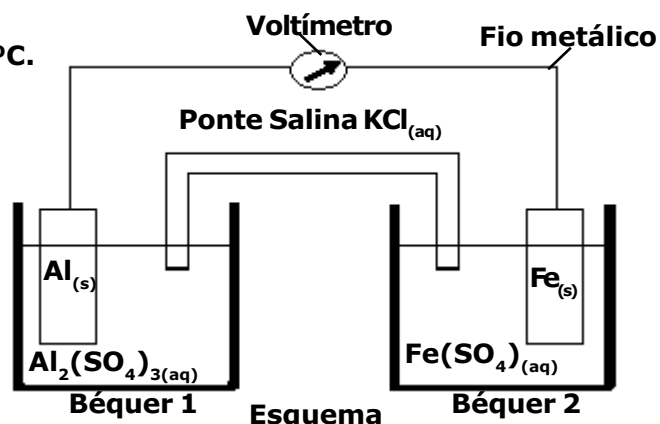 Voltímetro
Fio metálico
ºC.
Ponte Salina KCl(aq)
Al(s)
Fe(s)
Al₂(SO₄)₃(aq)
Fe(SO₄)(aq)
Béquer 1
Béquer 2
Esquema